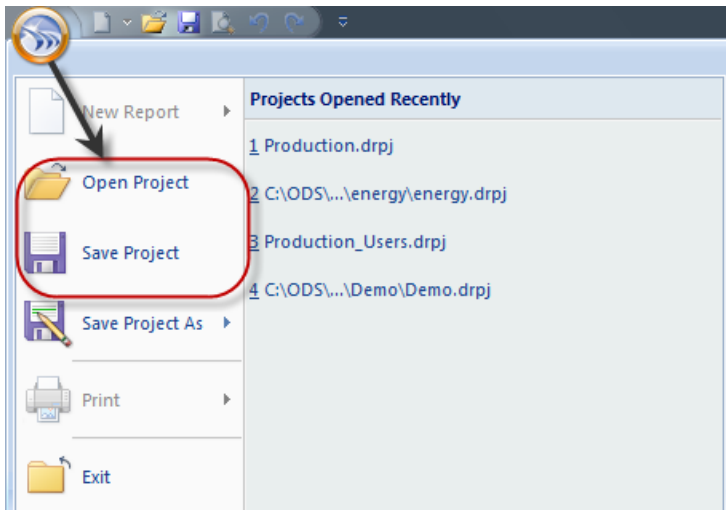 New Report
Open Project
Save Project
Save Project As
Print
Exit
Projects Opened Recently
1 Production.drpj
2 C:\ODS\...\energy\energy.drpj
3 Production_Users.drpj
4 C:\ODS\...\Demo\Demo.drpj